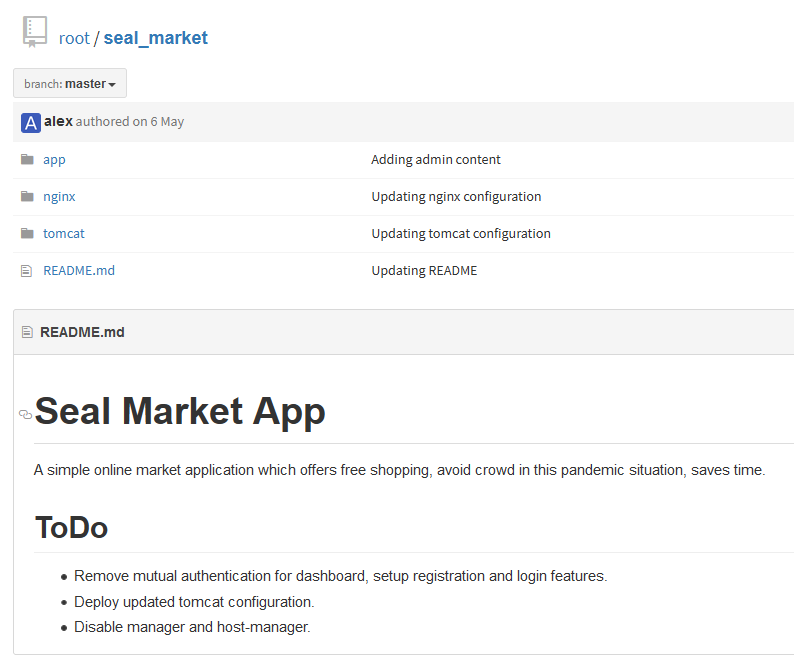 root / seal_market
branch: master
A alex authored on 6 May
app Adding admin content
nginx Updating nginx configuration
tomcat Updating tomcat configuration
README.md Updating README
README.md
Seal Market App
A simple online market application which offers free shopping, avoid crowd in this pandemic situation, saves time.
ToDo
• Remove mutual authentication for dashboard, setup registration and login features.
• Deploy updated tomcat configuration.
• Disable manager and host-manager.